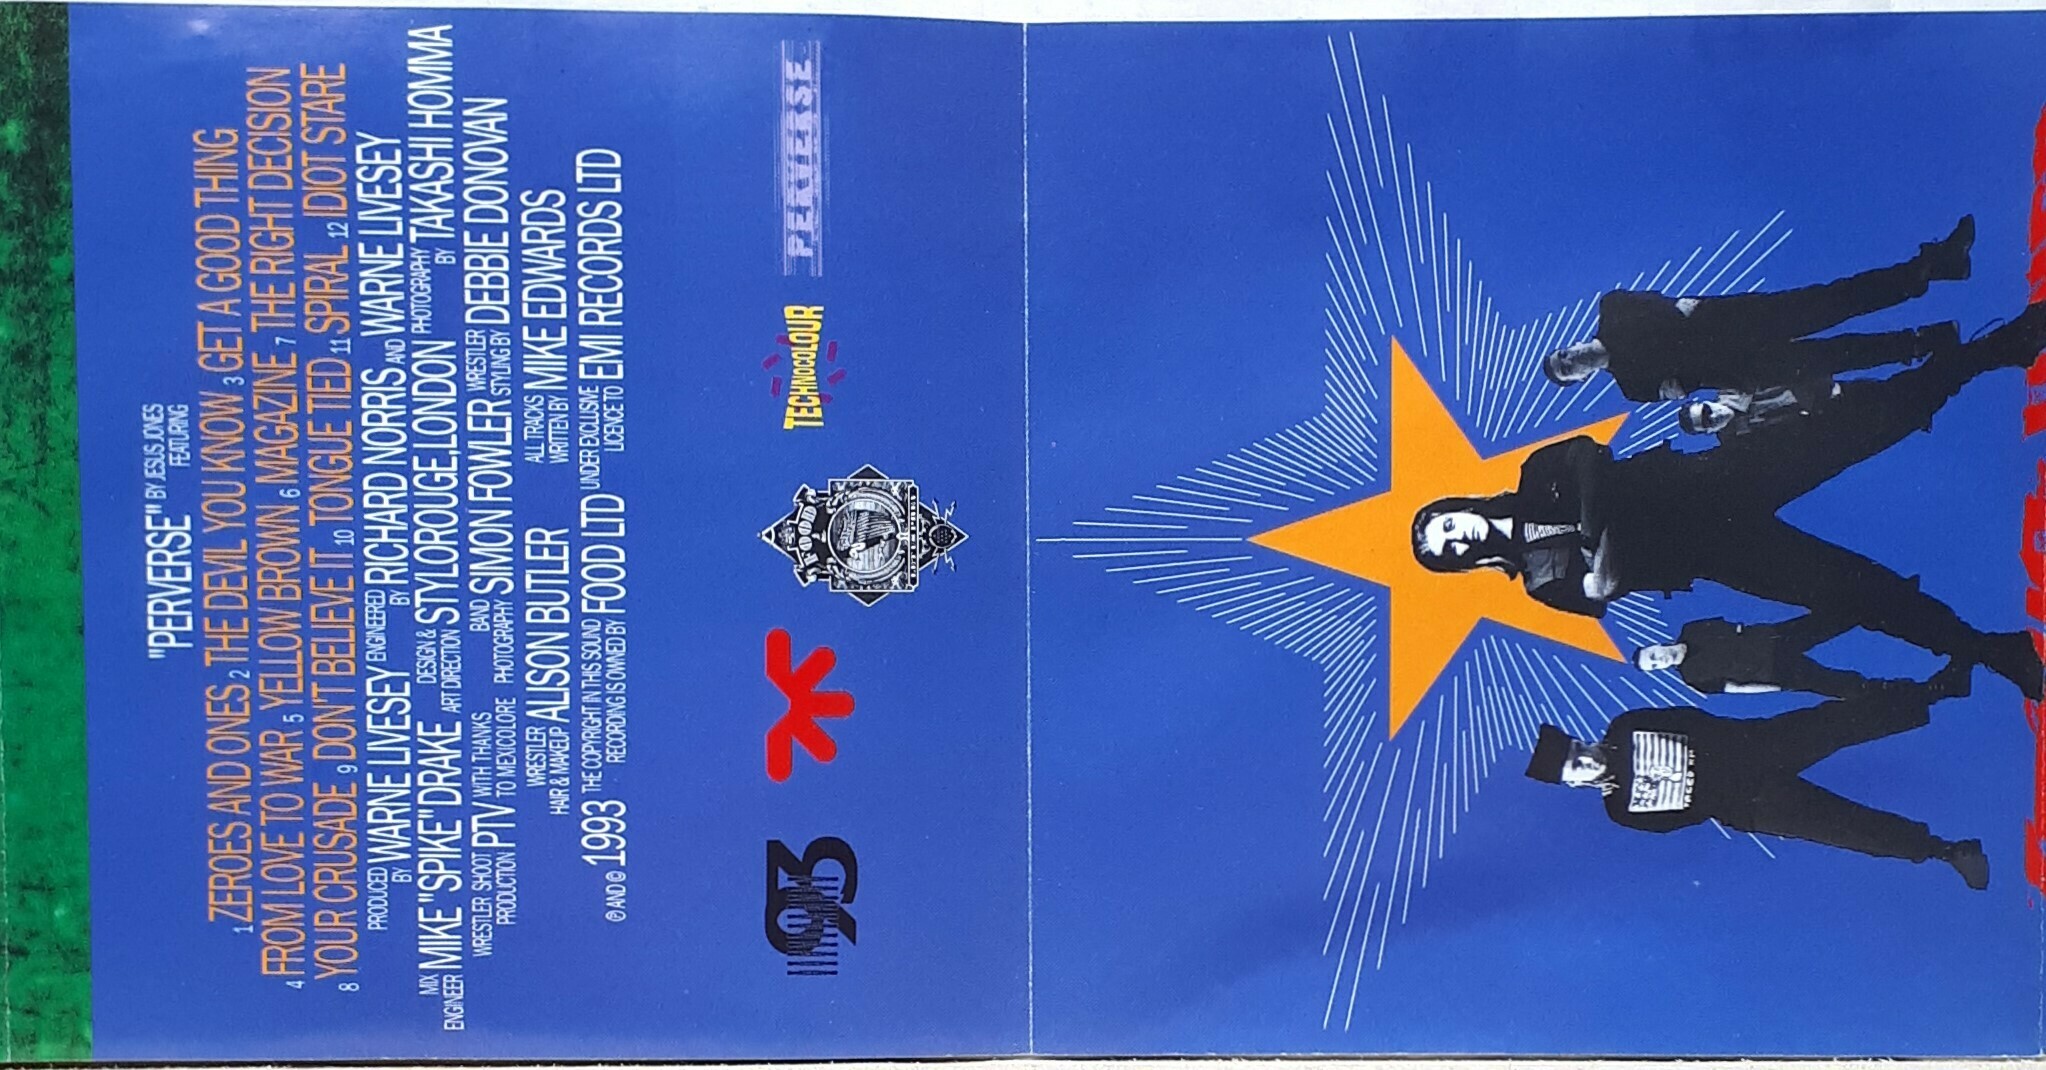 "PERVERSE" BY JESUS JONES
FEATURING
1 ZEROES AND ONES 2 THE DEVIL YOU KNOW 3 GET A GOOD THING
4 FROM LOVE TO WAR 5 YELLOW BROWN 6 MAGAZINE 7 THE RIGHT DECISION
8 YOUR CRUSADE 9 DON'T BELIEVE IT 10 TONGUE TIED 11 SPIRAL 12 IDIOT STARE
PRODUCED BY WARNE LIVESEY ENGINEERED BY RICHARD NORRIS AND WARNE LIVESEY
MIX ENGINEER MIKE "SPIKE" DRAKE DESIGN & ART DIRECTION STYLOROUGE, LONDON PHOTOGRAPHY BY TAKASHI HOMMA
WRESTLER SHOOT PRODUCTION PTV WITH THANKS TO MEXICOLORE BAND PHOTOGRAPHY SIMON FOWLER WRESTLER STYLING BY DEBBIE DONOVAN
WRESTLER HAIR & MAKEUP ALISON BUTLER ALL TRACKS WRITTEN BY MIKE EDWARDS
℗ AND © 1993 THE COPYRIGHT IN THIS SOUND RECORDING IS OWNED BY FOOD LTD UNDER EXCLUSIVE LICENCE TO EMI RECORDS LTD
93
FOOD
TECHNOCOLOUR
PERVERSE